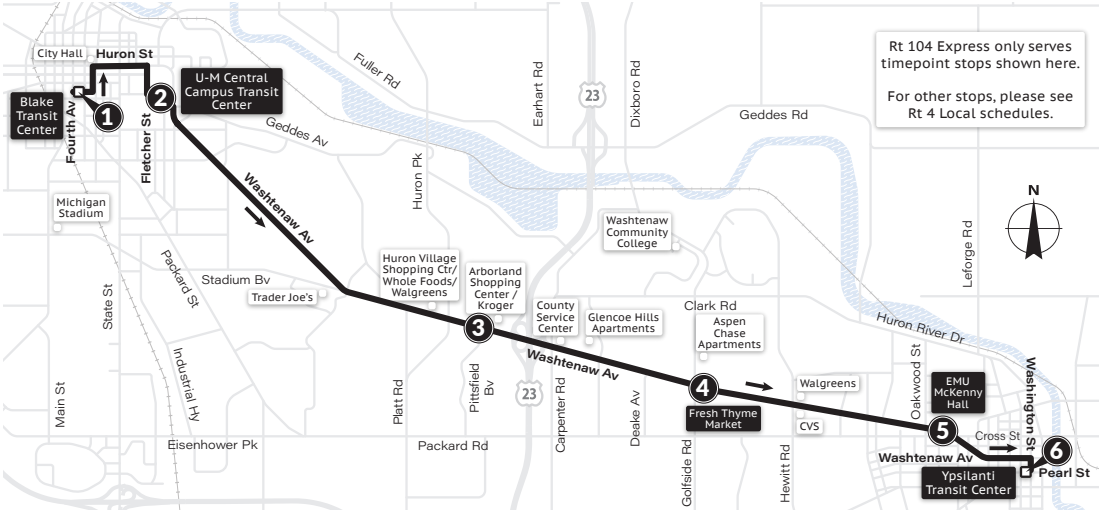 City Hall
Huron St
Blake
Transit
Center
1
Fourth Av
2
U-M Central
Campus Transit
Center
Fletcher St
Geddes Av
Fuller Rd
Earhart Rd
23
Dixboro Rd
Geddes Rd
Rt 104 Express only serves
timepoint stops shown here.
For other stops, please see
Rt 4 Local schedules.
N
Leforge Rd
Michigan
Stadium
Washtenaw Av
Huron Pk
Washtenaw
Community
College
Packard St
Stadium Bv
Trader Joe's
Huron Village
Shopping Ctr/
Whole Foods/
Walgreens
Arborland
Shopping
Center /
Kroger
3
County
Service
Center
Glencoe Hills
Apartments
Clark Rd
Aspen
Chase
Apartments
Huron River Dr
State St
Main St
Industrial Hy
Eisenhower Pk
Platt Rd
Pittsfield
Bv
Packard Rd
23
Washtenaw Av
Carpenter Rd
Deake Av
4
Fresh Thyme
Market
Golfside Rd
Walgreens
CVS
Hewitt Rd
Oakwood St
EMU
McKenny
Hall
5
Washtenaw Av
Cross St
Washington St
6
Pearl St
Ypsilanti
Transit Center